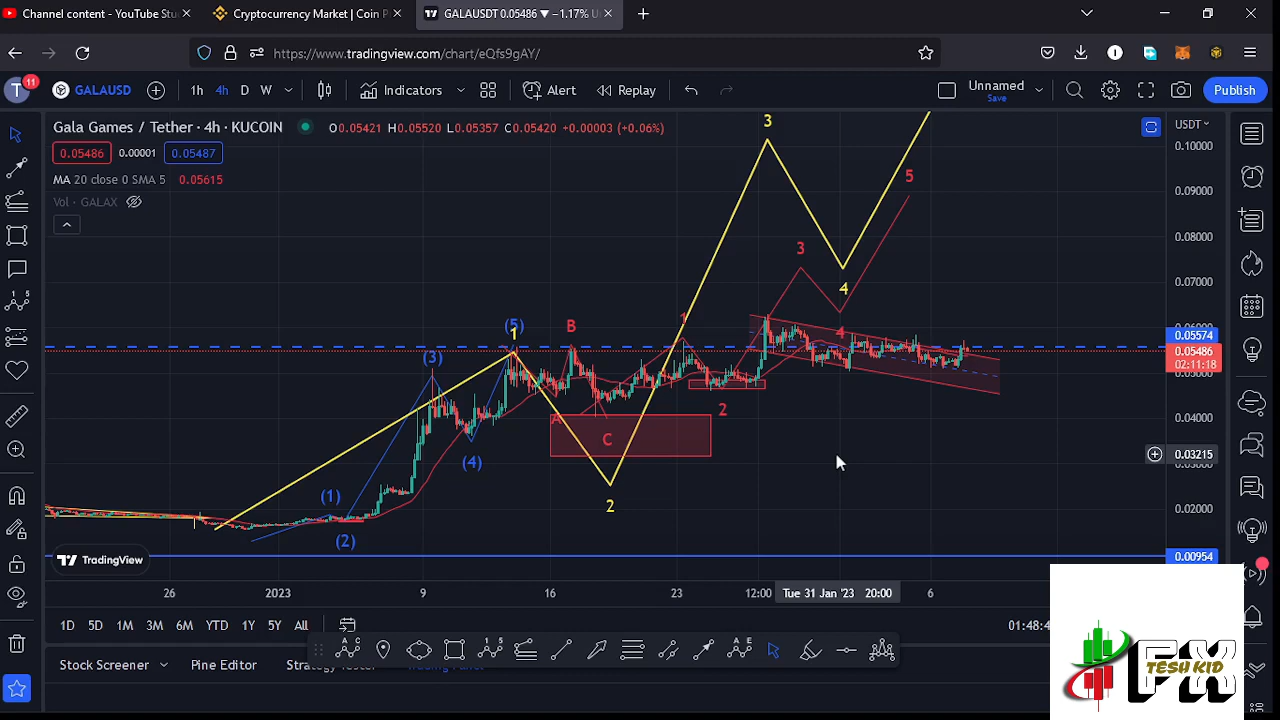 Channel content - YouTube Stu
Cryptocurrency Market | Coin P
GALAUSDT 0.05486 ▼ −1.17% U
https://www.tradingview.com/chart/eQfs9gAY/
T 11 GALAUSD 1h 4h D W Indicators Alert Replay Unnamed Save Publish
Gala Games / Tether · 4h · KUCOIN O0.05421 H0.05520 L0.05357 C0.05420 +0.00003 (+0.06%)
0.05486 0.00001 0.05487
MA 20 close 0 SMA 5 0.05615
Vol · GALAX
USDT
0.10000
0.09000
0.08000
0.07000
0.05574
0.05486
02:11:18
0.04000
0.03215
0.02000
0.00954
3
5
3
4
(5)
1
B
1
4
(3)
A
2
C
(4)
2
(1)
(2)
TradingView
26 2023 9 16 23 12:00 Tue 31 Jan '23 20:00 6
1D 5D 1M 3M 6M YTD 1Y 5Y All
01:48:4
Stock Screener Pine Editor
FX
TESH KID